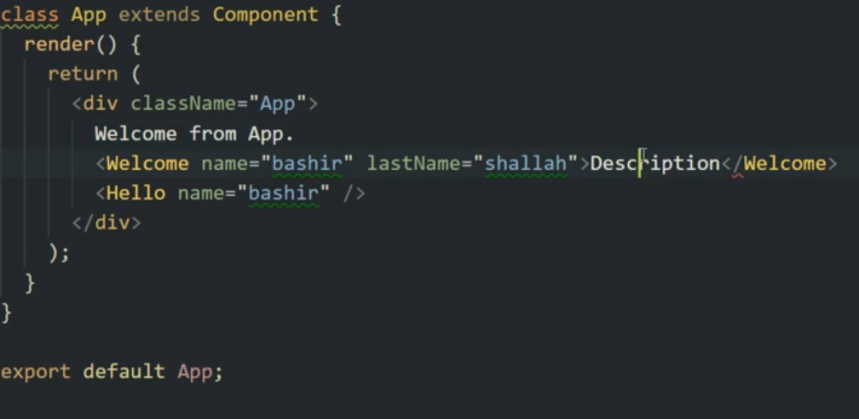 class App extends Component {
render() {
return (
<div className="App">
Welcome from App.
<Welcome name="bashir" lastName="shallah">Description</Welcome>
<Hello name="bashir" />
</div>
);
}
}
export default App;